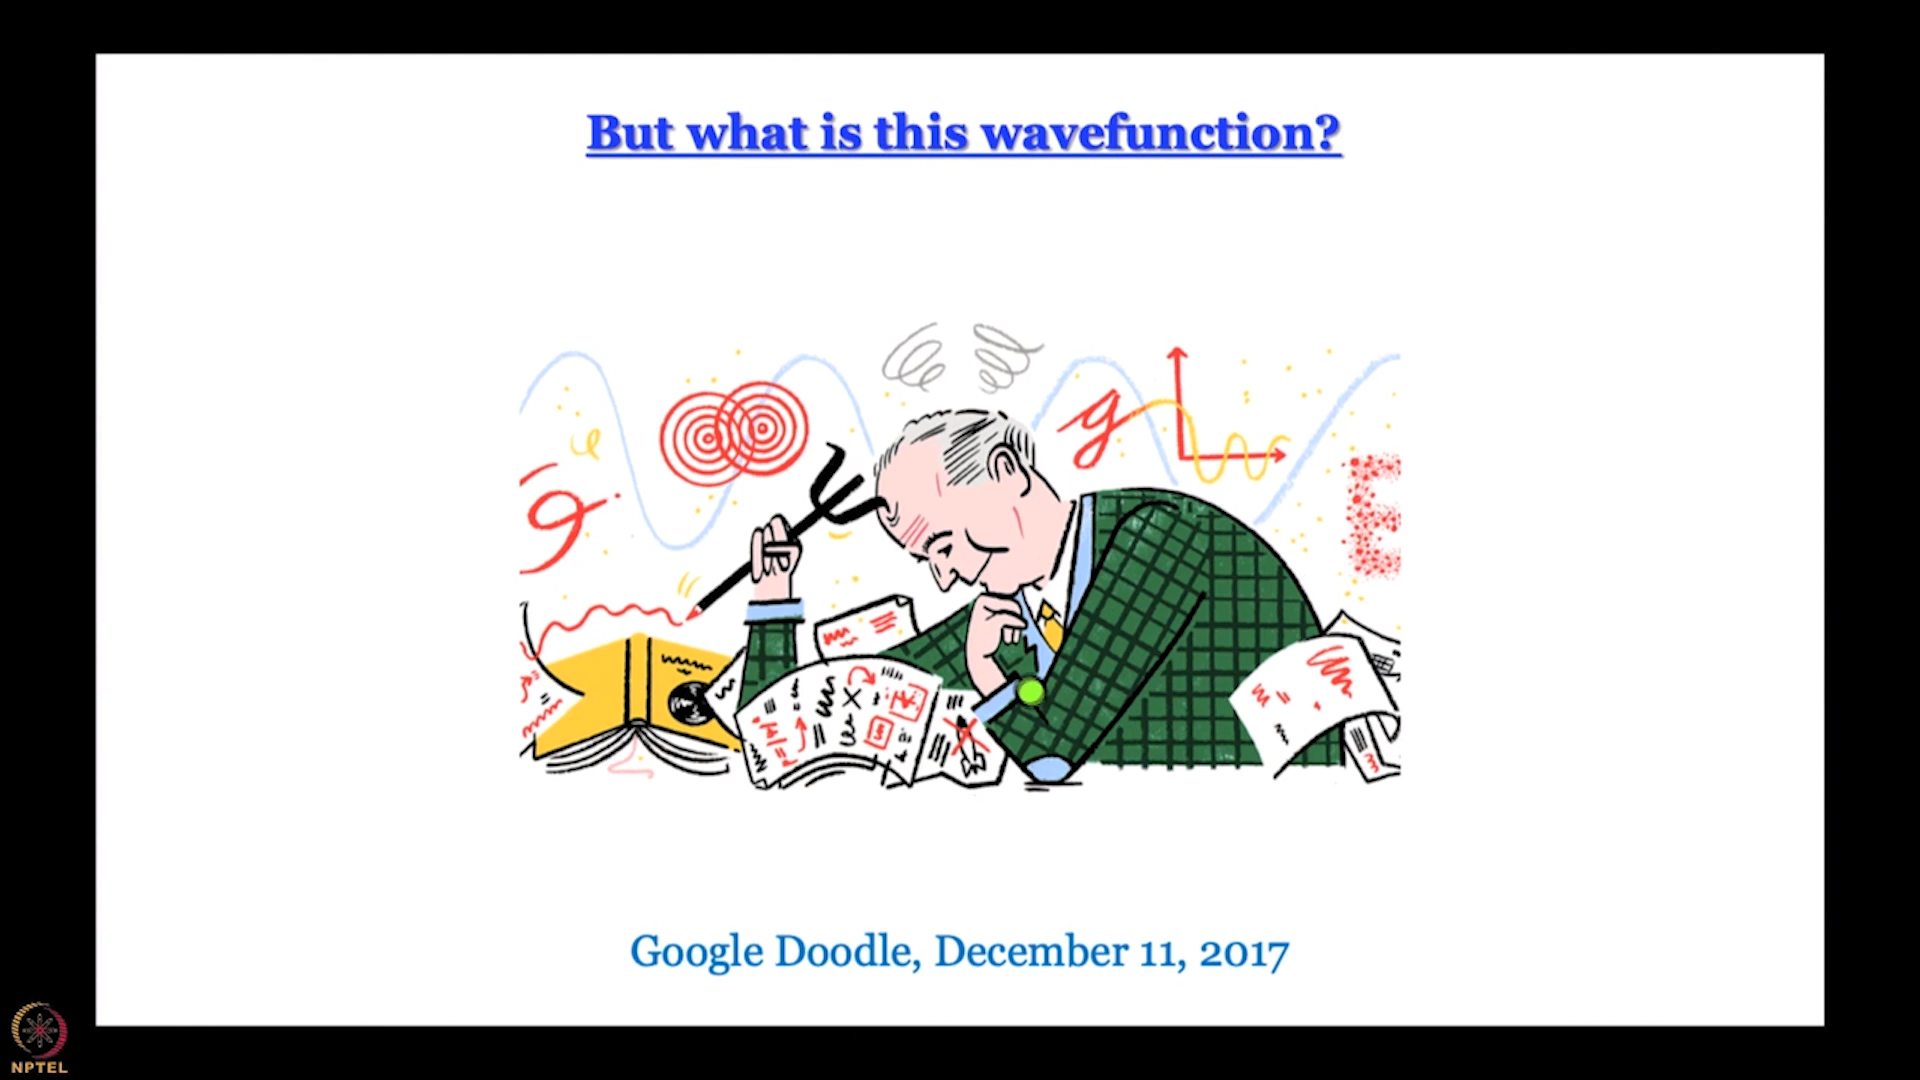 But what is this wavefunction?
g
E
Google Doodle, December 11, 2017
NPTEL